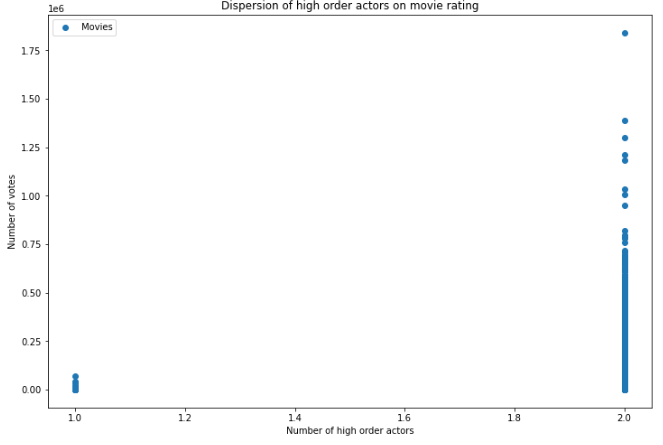 Dispersion of high order actors on movie rating
1e6
Movies
1.75
1.50
1.25
1.00
0.75
0.50
0.25
0.00
Number of votes
1.0 1.2 1.4 1.6 1.8 2.0
Number of high order actors